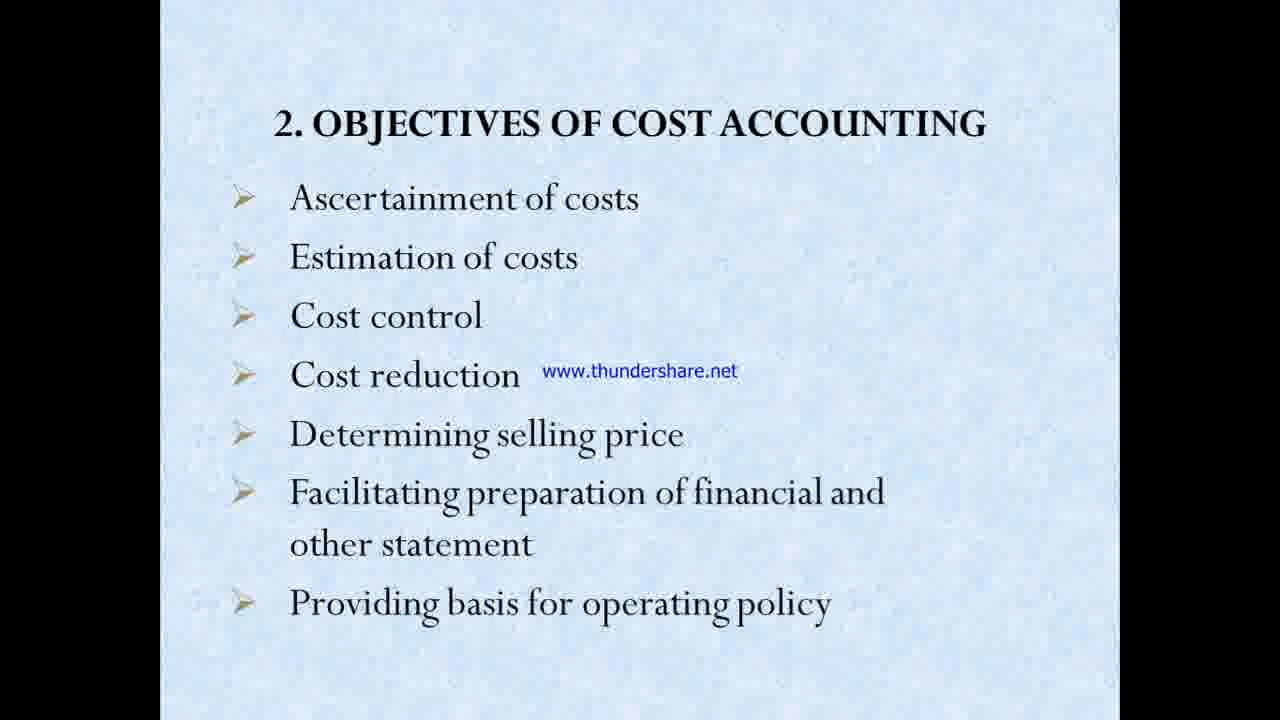 2. OBJECTIVES OF COST ACCOUNTING
Ascertainment of costs
Estimation of costs
Cost control
Cost reduction
www.thundershare.net
Determining selling price
Facilitating preparation of financial and
other statement
Providing basis for operating policy